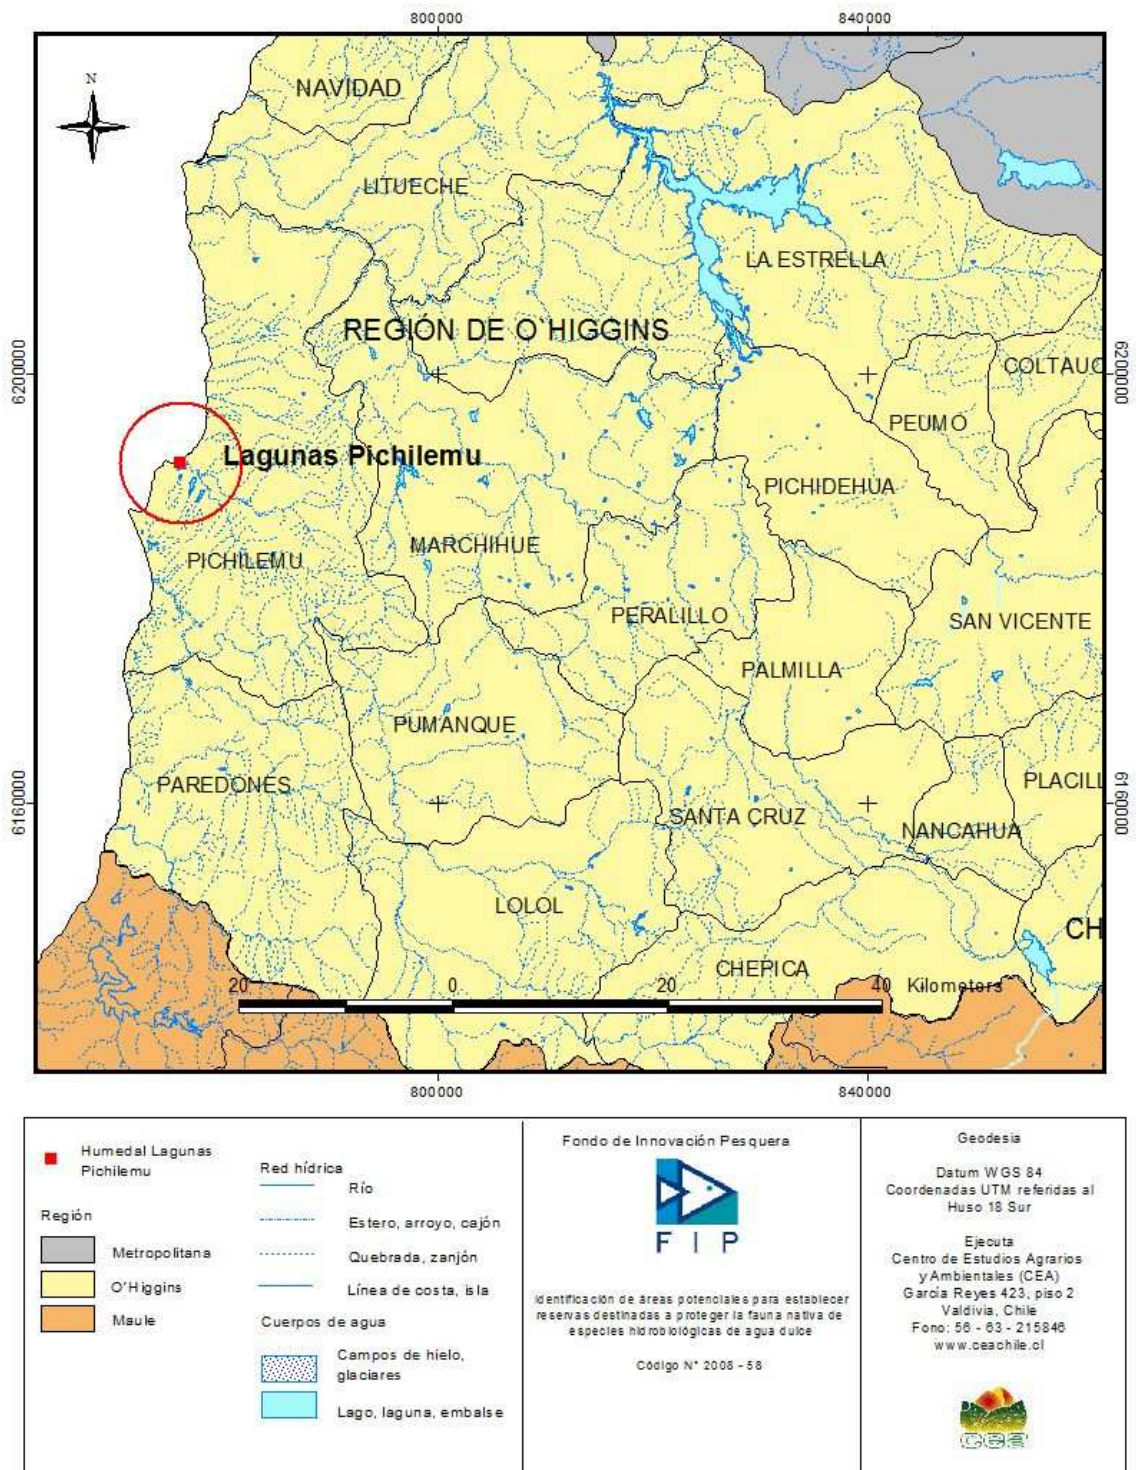 800000 840000
N
NAVIDAD
LITUECHE
LA ESTRELLA
REGIÓN DE O`HIGGINS
6200000 6200000
COLTAUC
PEUMO
Lagunas Pichilemu
PICHIDEHUA
MARCHIHUE
PICHILEMU
PERALILLO
SAN VICENTE
PALMILLA
PUMANQUE
PAREDONES
PLACILL
6160000 6160000
SANTA CRUZ
NANCAHUA
LOLOL
CH
CHEPICA
20 0 20 40 Kilometers
800000 840000
Humedal Lagunas
Pichilemu
Región
Metropolitana
O'Higgins
Maule
Red hídrica
Río
Estero, arroyo, cajón
Quebrada, zanjón
Línea de costa, isla
Cuerpos de agua
Campos de hielo,
glaciares
Lago, laguna, embalse
Fondo de Innovación Pesquera
F I P
Identificación de áreas potenciales para establecer
reservas destinadas a proteger la fauna nativa de
especies hidrobiológicas de agua dulce
Código N° 2008 - 58
Geodesia
Datum WGS 84
Coordenadas UTM referidas al
Huso 18 Sur
Ejecuta
Centro de Estudios Agrarios
y Ambientales (CEA)
García Reyes 423, piso 2
Valdivia, Chile
Fono: 56 - 63 - 215846
www.ceachile.cl
cea